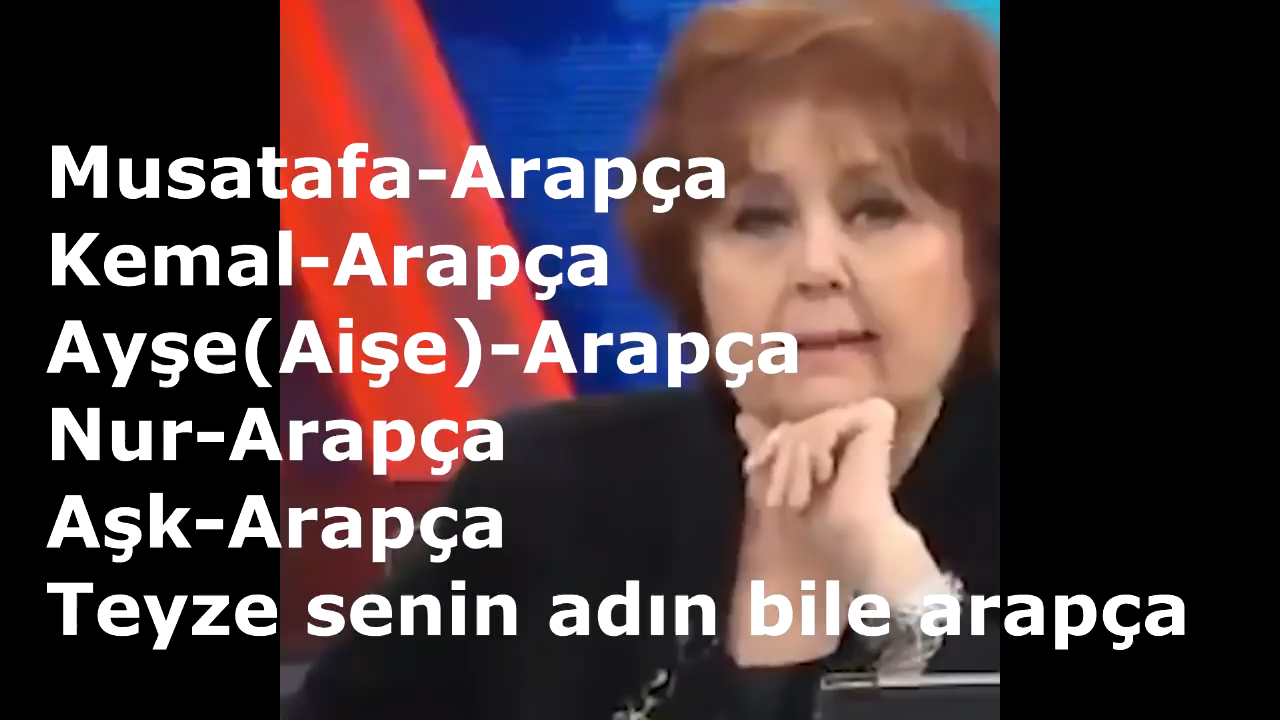 Musatafa-Arapça
Kemal-Arapça
Ayşe(Aişe)-Arapça
Nur-Arapça
Aşk-Arapça
Teyze senin adın bile arapça